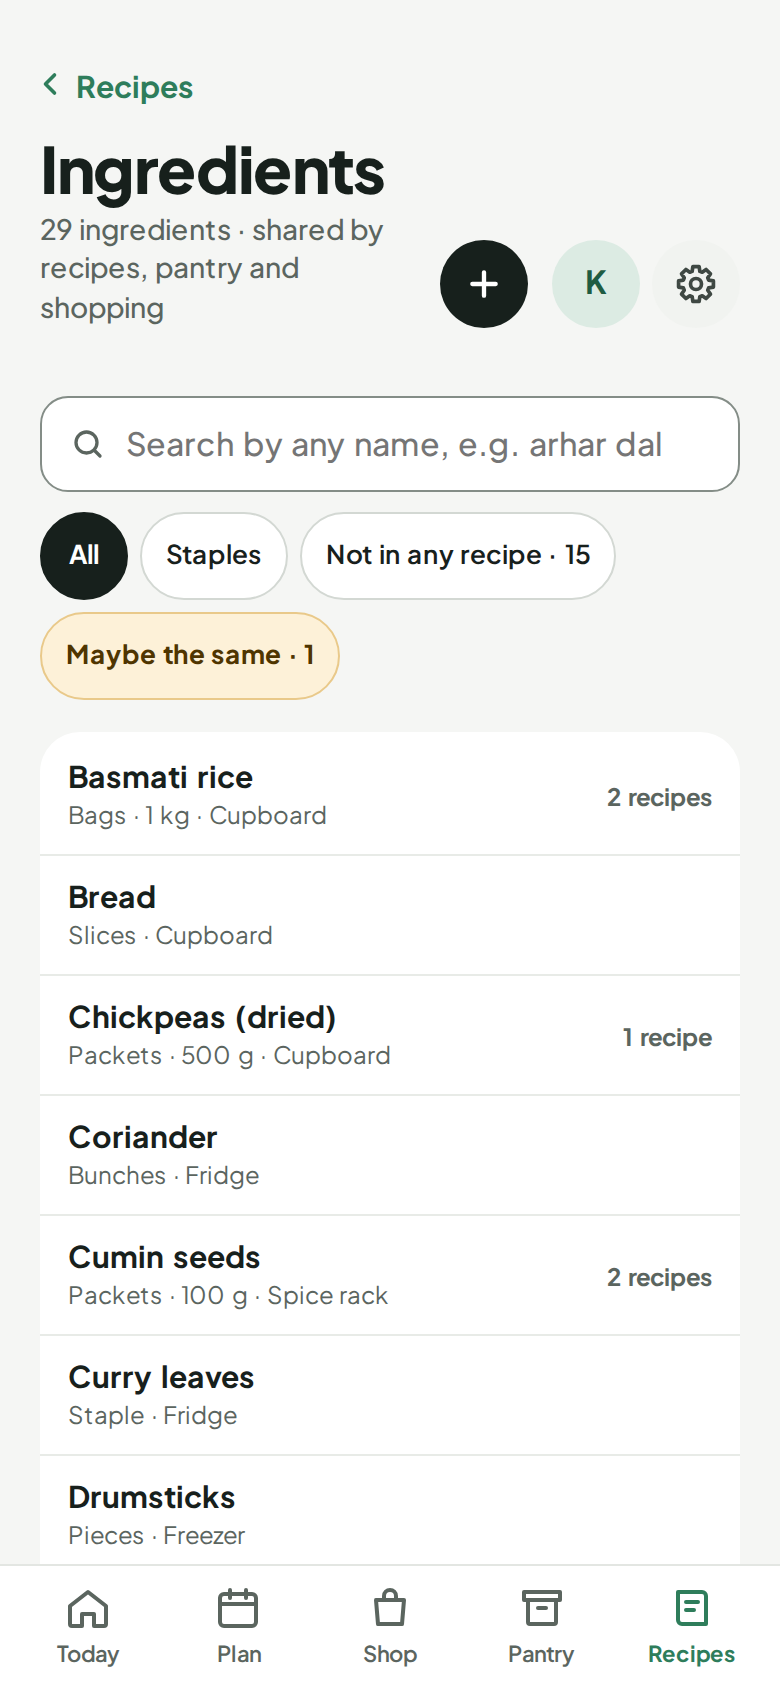 Recipes
Ingredients
29 ingredients · shared by
recipes, pantry and
shopping
K
Search by any name, e.g. arhar dal
All
Staples
Not in any recipe · 15
Maybe the same · 1
Basmati rice
Bags · 1 kg · Cupboard
2 recipes
Bread
Slices · Cupboard
Chickpeas (dried)
Packets · 500 g · Cupboard
1 recipe
Coriander
Bunches · Fridge
Cumin seeds
Packets · 100 g · Spice rack
2 recipes
Curry leaves
Staple · Fridge
Drumsticks
Pieces · Freezer
Today
Plan
Shop
Pantry
Recipes